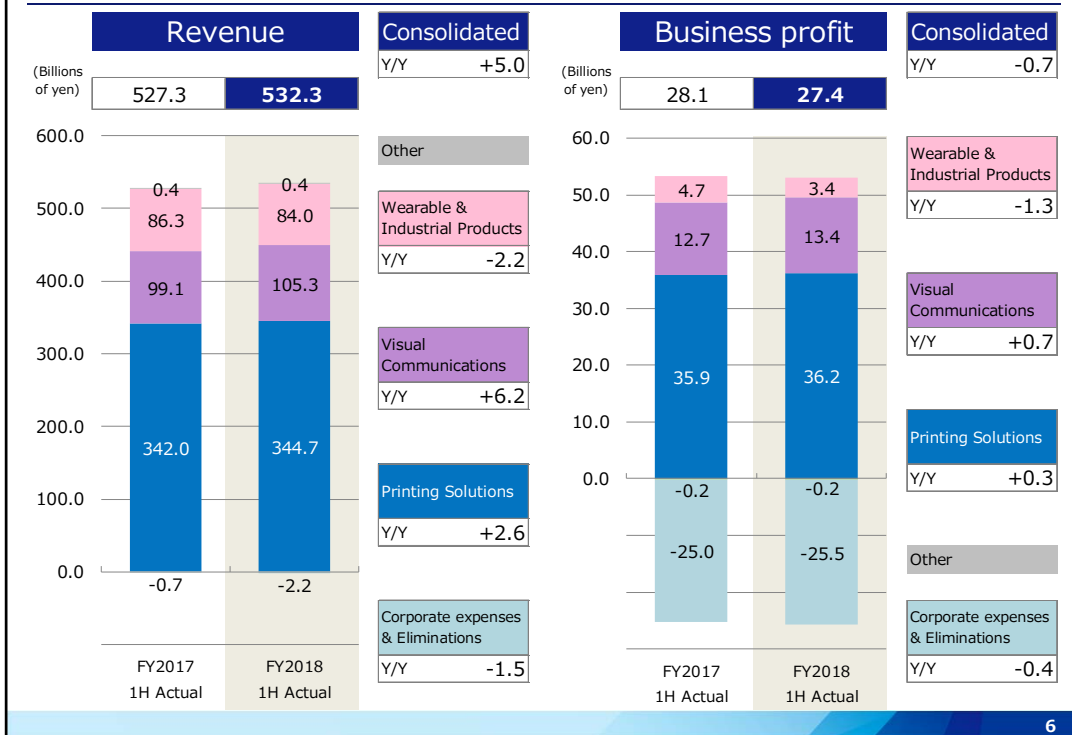 Revenue
Consolidated
Y/Y +5.0
(Billions
of yen)
527.3 532.3
600.0
500.0
400.0
300.0
200.0
100.0
0.0
0.4 0.4
86.3 84.0
99.1 105.3
342.0 344.7
-0.7 -2.2
FY2017 FY2018
1H Actual 1H Actual
Other
Wearable &
Industrial Products
Y/Y -2.2
Visual
Communications
Y/Y +6.2
Printing Solutions
Y/Y +2.6
Corporate expenses
& Eliminations
Y/Y -1.5
Business profit
Consolidated
Y/Y -0.7
(Billions
of yen)
28.1 27.4
60.0
50.0
40.0
30.0
20.0
10.0
0.0
4.7 3.4
12.7 13.4
35.9 36.2
-0.2 -0.2
-25.0 -25.5
FY2017 FY2018
1H Actual 1H Actual
Wearable &
Industrial Products
Y/Y -1.3
Visual
Communications
Y/Y +0.7
Printing Solutions
Y/Y +0.3
Other
Corporate expenses
& Eliminations
Y/Y -0.4
6